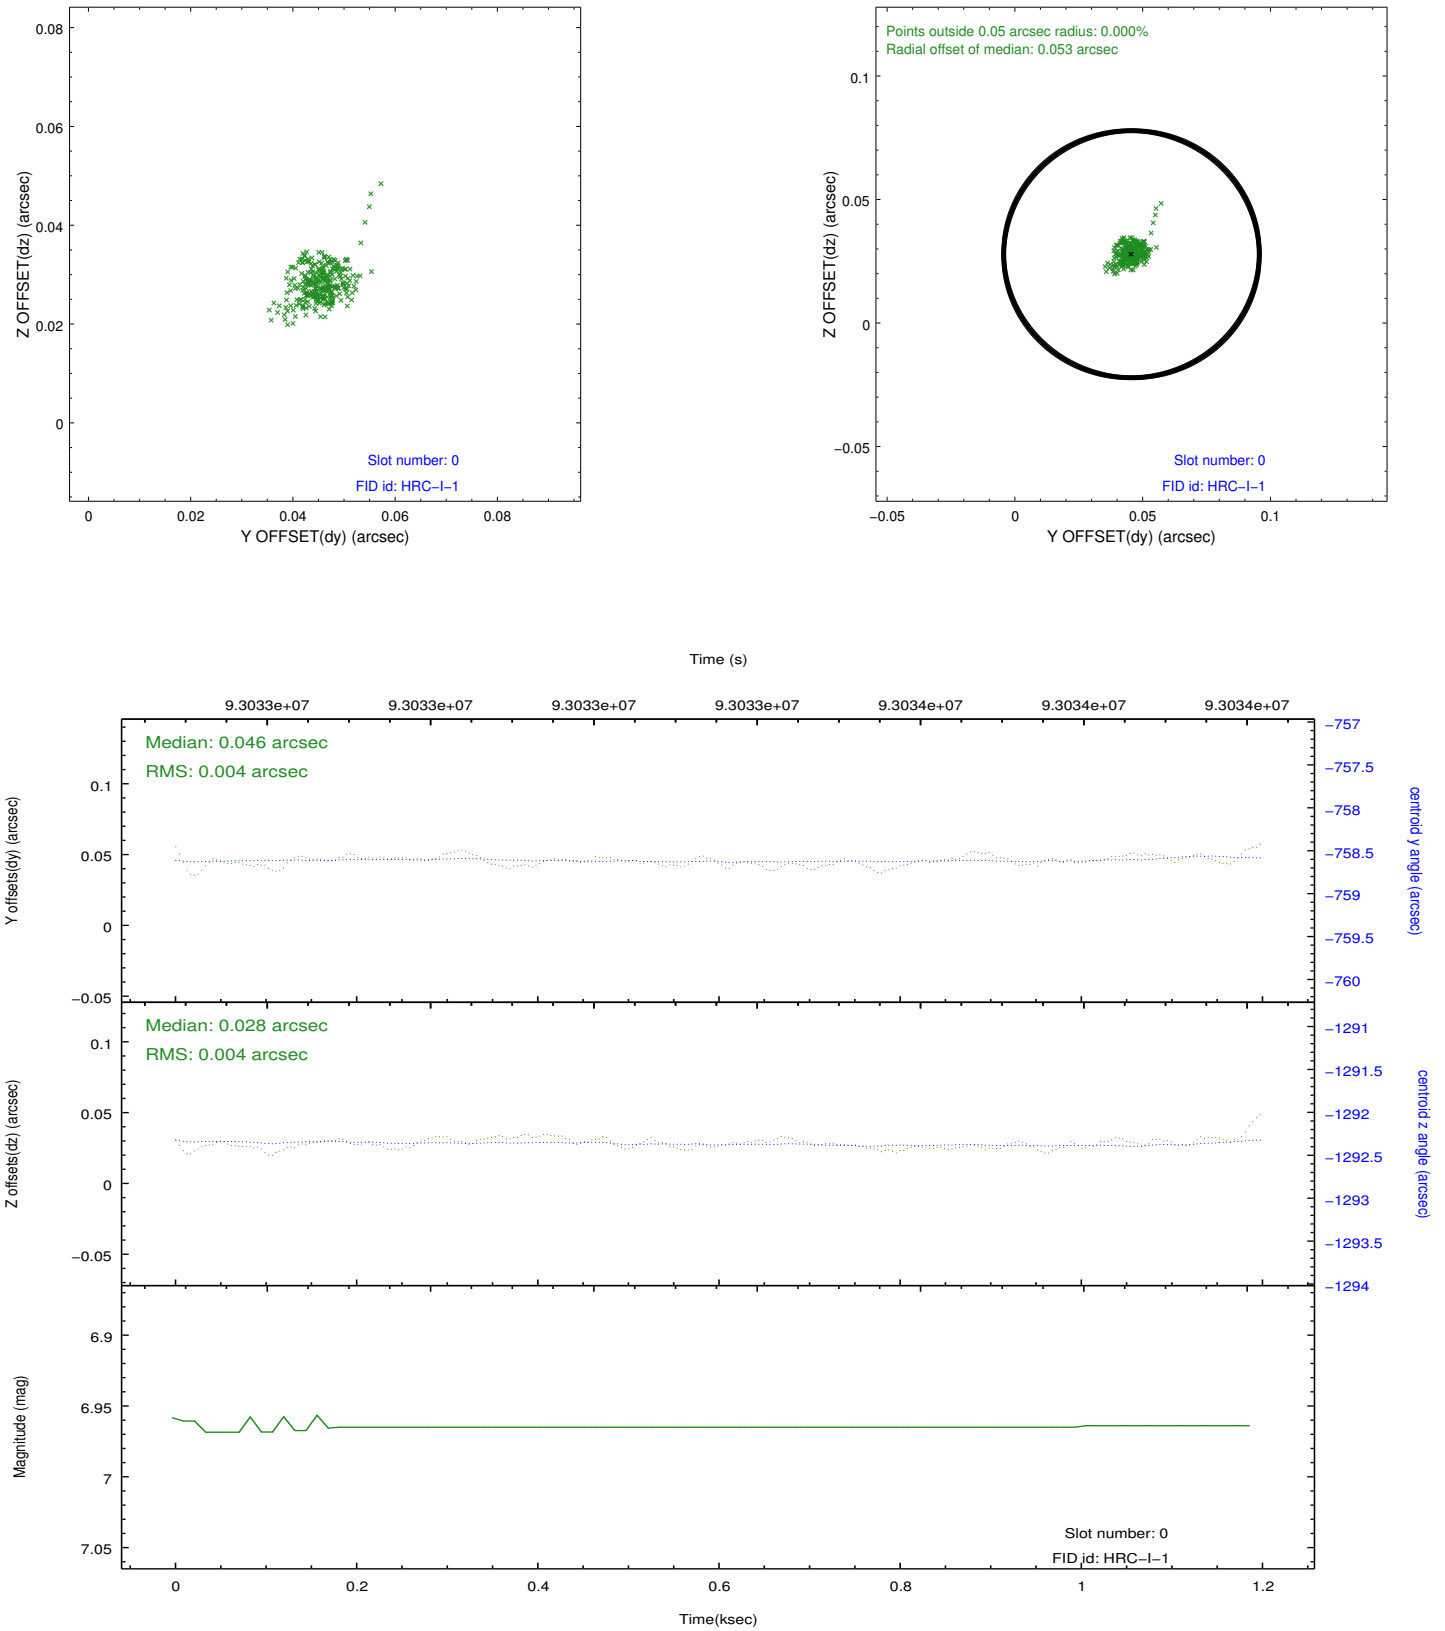 0.08
0.06
0.04
0.02
0
Z OFFSET(dz) (arcsec)
Slot number: 0
FID id: HRC−I−1
0 0.02 0.04 0.06 0.08
Y OFFSET(dy) (arcsec)
Points outside 0.05 arcsec radius: 0.000%
Radial offset of median: 0.053 arcsec
0.1
0.05
0
−0.05
Z OFFSET(dz) (arcsec)
Slot number: 0
FID id: HRC−I−1
−0.05 0 0.05 0.1
Y OFFSET(dy) (arcsec)
Time (s)
9.3033e+07 9.3033e+07 9.3033e+07 9.3033e+07 9.3034e+07 9.3034e+07 9.3034e+07
Median: 0.046 arcsec
RMS: 0.004 arcsec
0.1
0.05
0
−0.05
Y offsets(dy) (arcsec)
−757
−757.5
−758
−758.5
−759
−759.5
−760
centroid y angle (arcsec)
Median: 0.028 arcsec
RMS: 0.004 arcsec
0.1
0.05
0
−0.05
Z offsets(dz) (arcsec)
−1291
−1291.5
−1292
−1292.5
−1293
−1293.5
−1294
centroid z angle (arcsec)
6.9
6.95
7
7.05
Magnitude (mag)
Slot number: 0
FID id: HRC−I−1
0 0.2 0.4 0.6 0.8 1 1.2
Time(ksec)